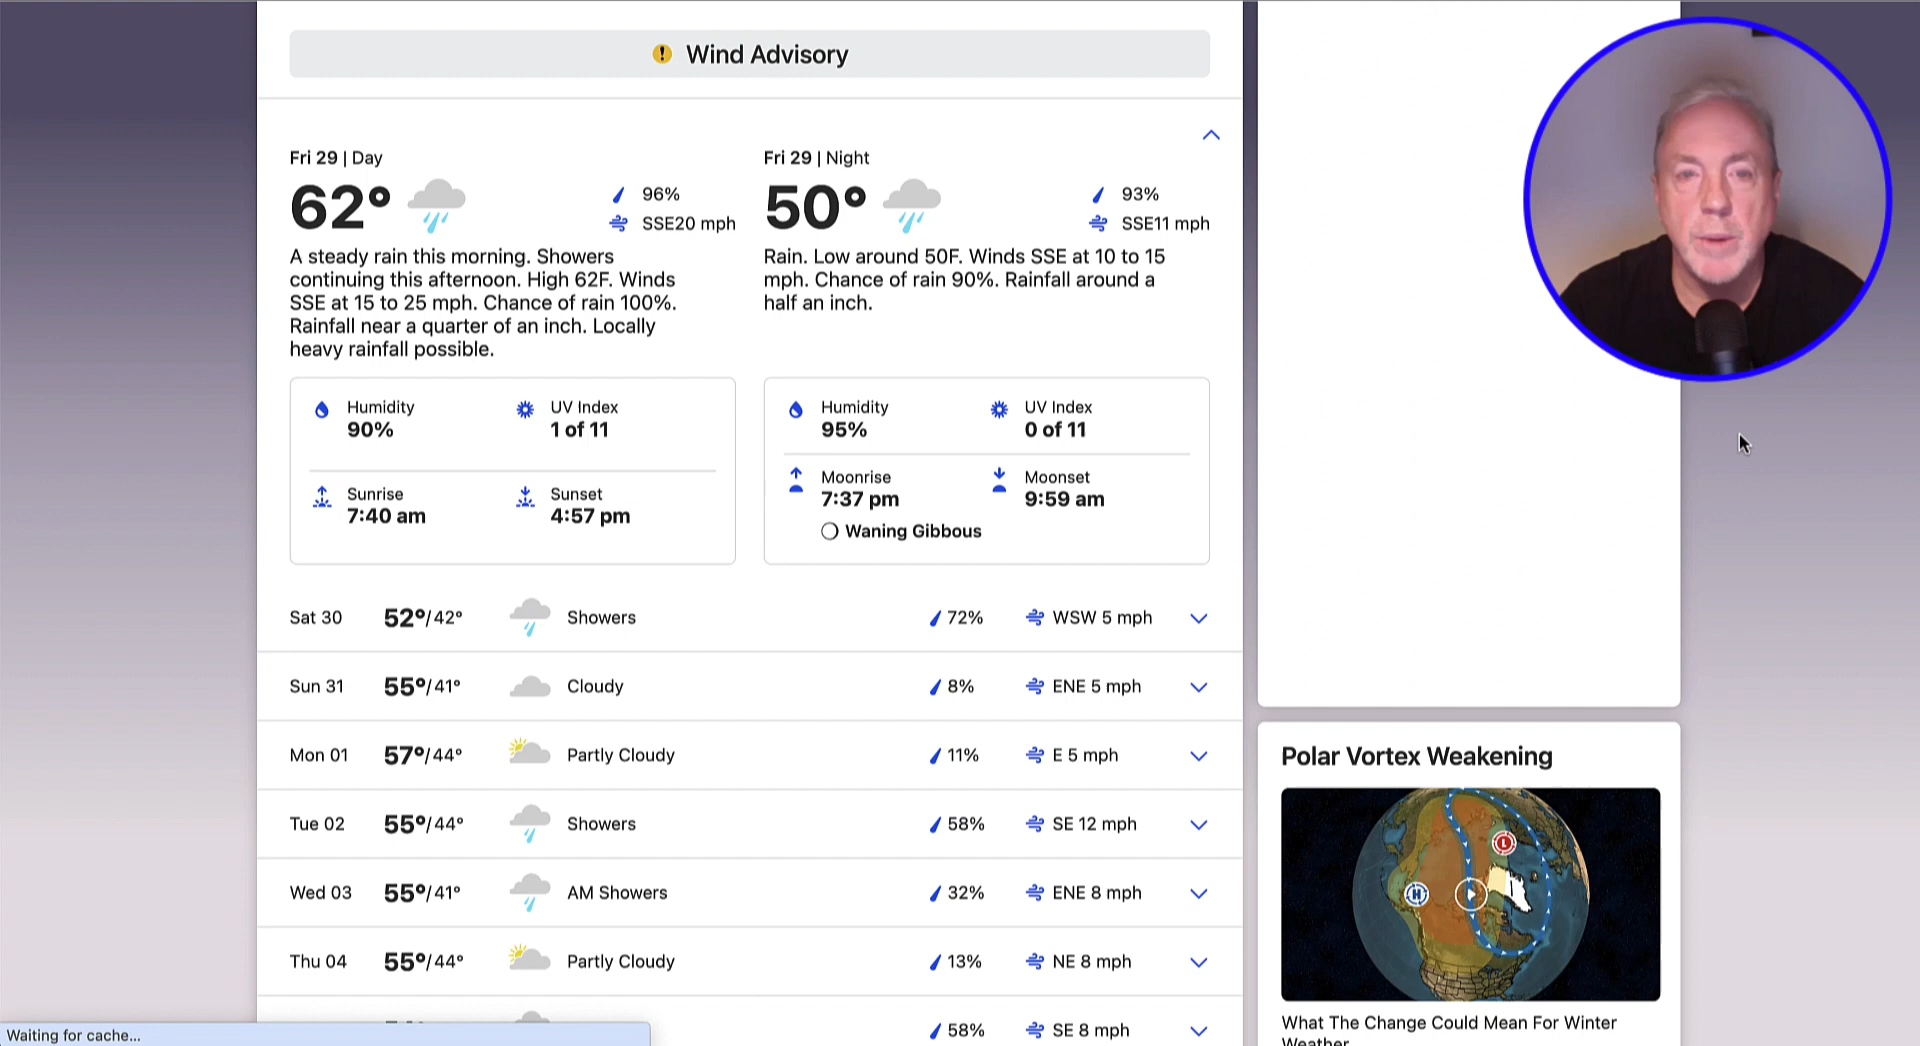 Wind Advisory
Fri 29 | Day
62°
96%
SSE20 mph
A steady rain this morning. Showers
continuing this afternoon. High 62F. Winds
SSE at 15 to 25 mph. Chance of rain 100%.
Rainfall near a quarter of an inch. Locally
heavy rainfall possible.
Humidity
90%
UV Index
1 of 11
Sunrise
7:40 am
Sunset
4:57 pm
Fri 29 | Night
50°
93%
SSE11 mph
Rain. Low around 50F. Winds SSE at 10 to 15
mph. Chance of rain 90%. Rainfall around a
half an inch.
Humidity
95%
UV Index
0 of 11
Moonrise
7:37 pm
Waning Gibbous
Moonset
9:59 am
Sat 30 52°/42° Showers 72% WSW 5 mph
Sun 31 55°/41° Cloudy 8% ENE 5 mph
Mon 01 57°/44° Partly Cloudy 11% E 5 mph
Tue 02 55°/44° Showers 58% SE 12 mph
Wed 03 55°/41° AM Showers 32% ENE 8 mph
Thu 04 55°/44° Partly Cloudy 13% NE 8 mph
58% SE 8 mph
Polar Vortex Weakening
L
H
What The Change Could Mean For Winter
Weather
Waiting for cache...